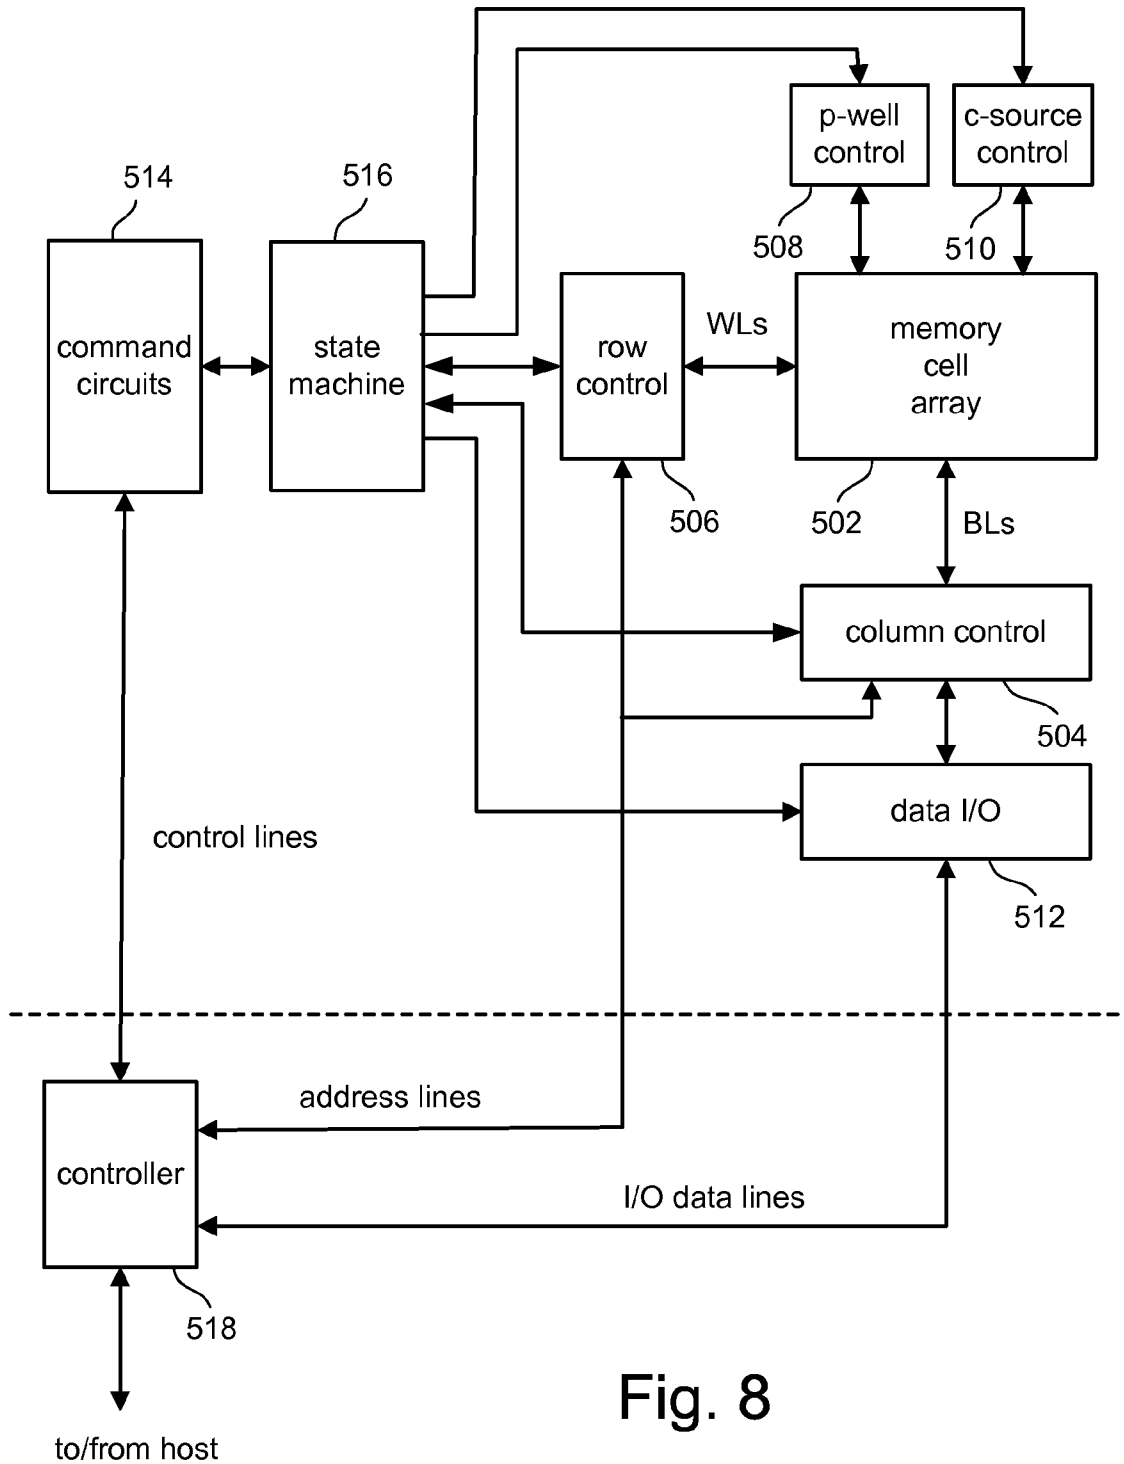 p-well
control
c-source
control
514
516
508
510
command
circuits
state
machine
row
control
WLs
memory
cell
array
506
502
BLs
column control
504
data I/O
control lines
512
address lines
controller
I/O data lines
518
Fig. 8
to/from host